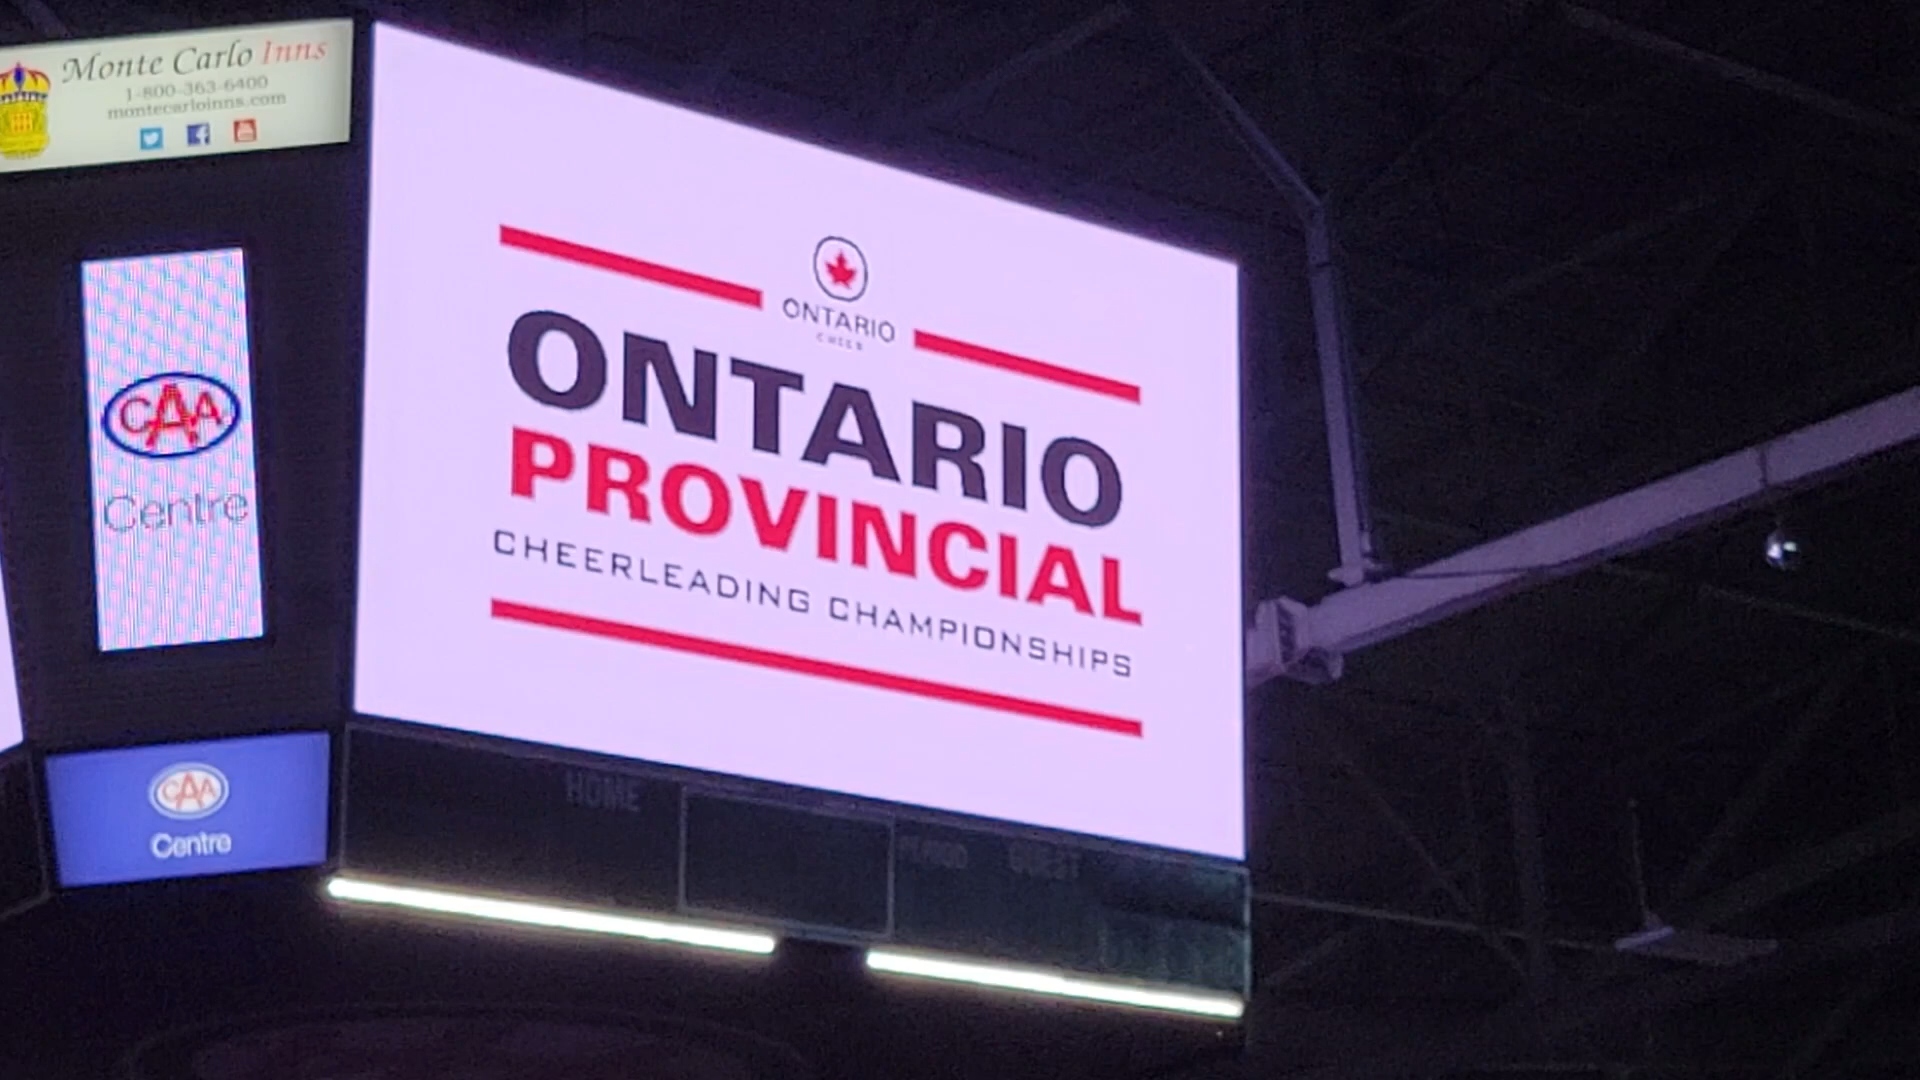 Monte Carlo Inns
1-800-363-6400
montecarloinns.com
CAA
Centre
CAA
Centre
ONTARIO
CHEER
ONTARIO
PROVINCIAL
CHEERLEADING CHAMPIONSHIPS
HOME
PERIOD
GUEST